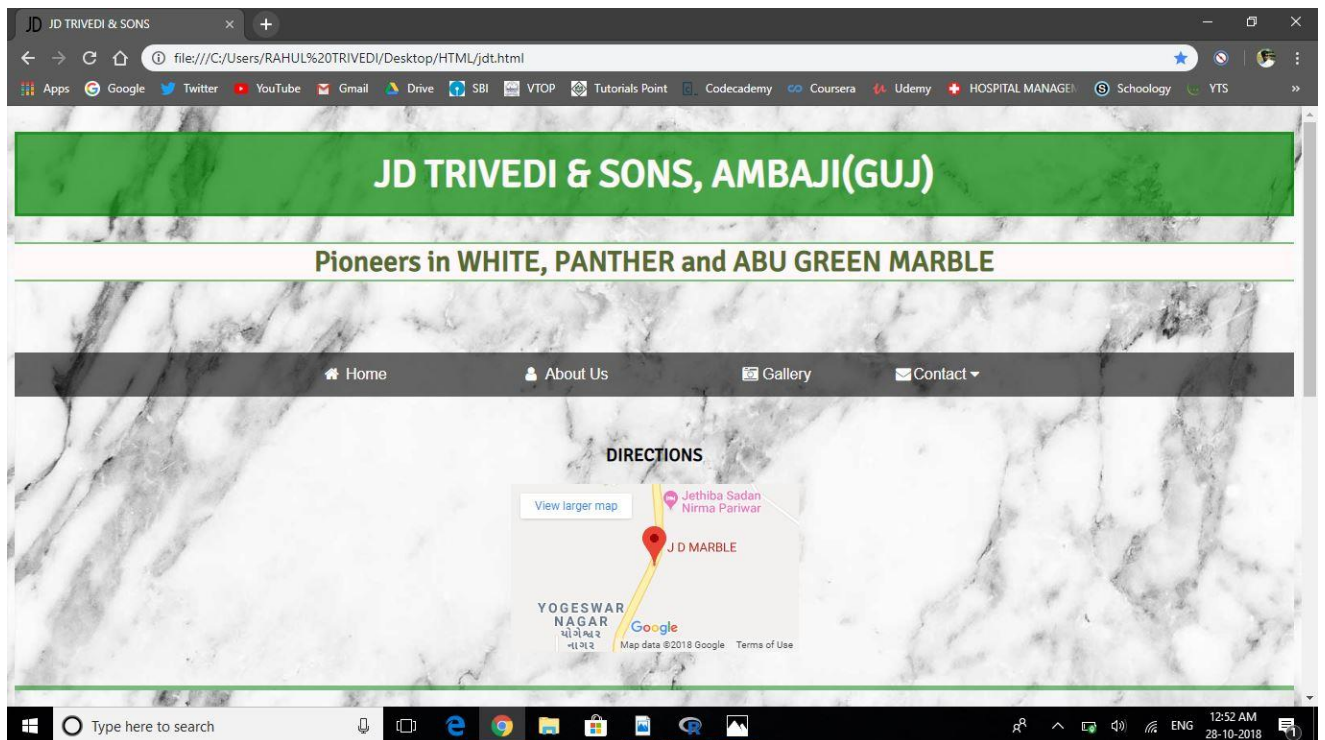 JD JD TRIVEDI & SONS
file:///C:/Users/RAHUL%20TRIVEDI/Desktop/HTML/jdt.html
Apps Google Twitter YouTube Gmail Drive SBI VTOP Tutorials Point Codecademy Coursera Udemy HOSPITAL MANAGEN Schoology YTS »
JD TRIVEDI & SONS, AMBAJI(GUJ)
Pioneers in WHITE, PANTHER and ABU GREEN MARBLE
Home About Us Gallery Contact
DIRECTIONS
View larger map
Jethiba Sadan
Nirma Pariwar
J D MARBLE
YOGESWAR
NAGAR
યોગેશ્વર
નાગર
Google
Map data ©2018 Google Terms of Use
Type here to search
ENG
12:52 AM
28-10-2018
1